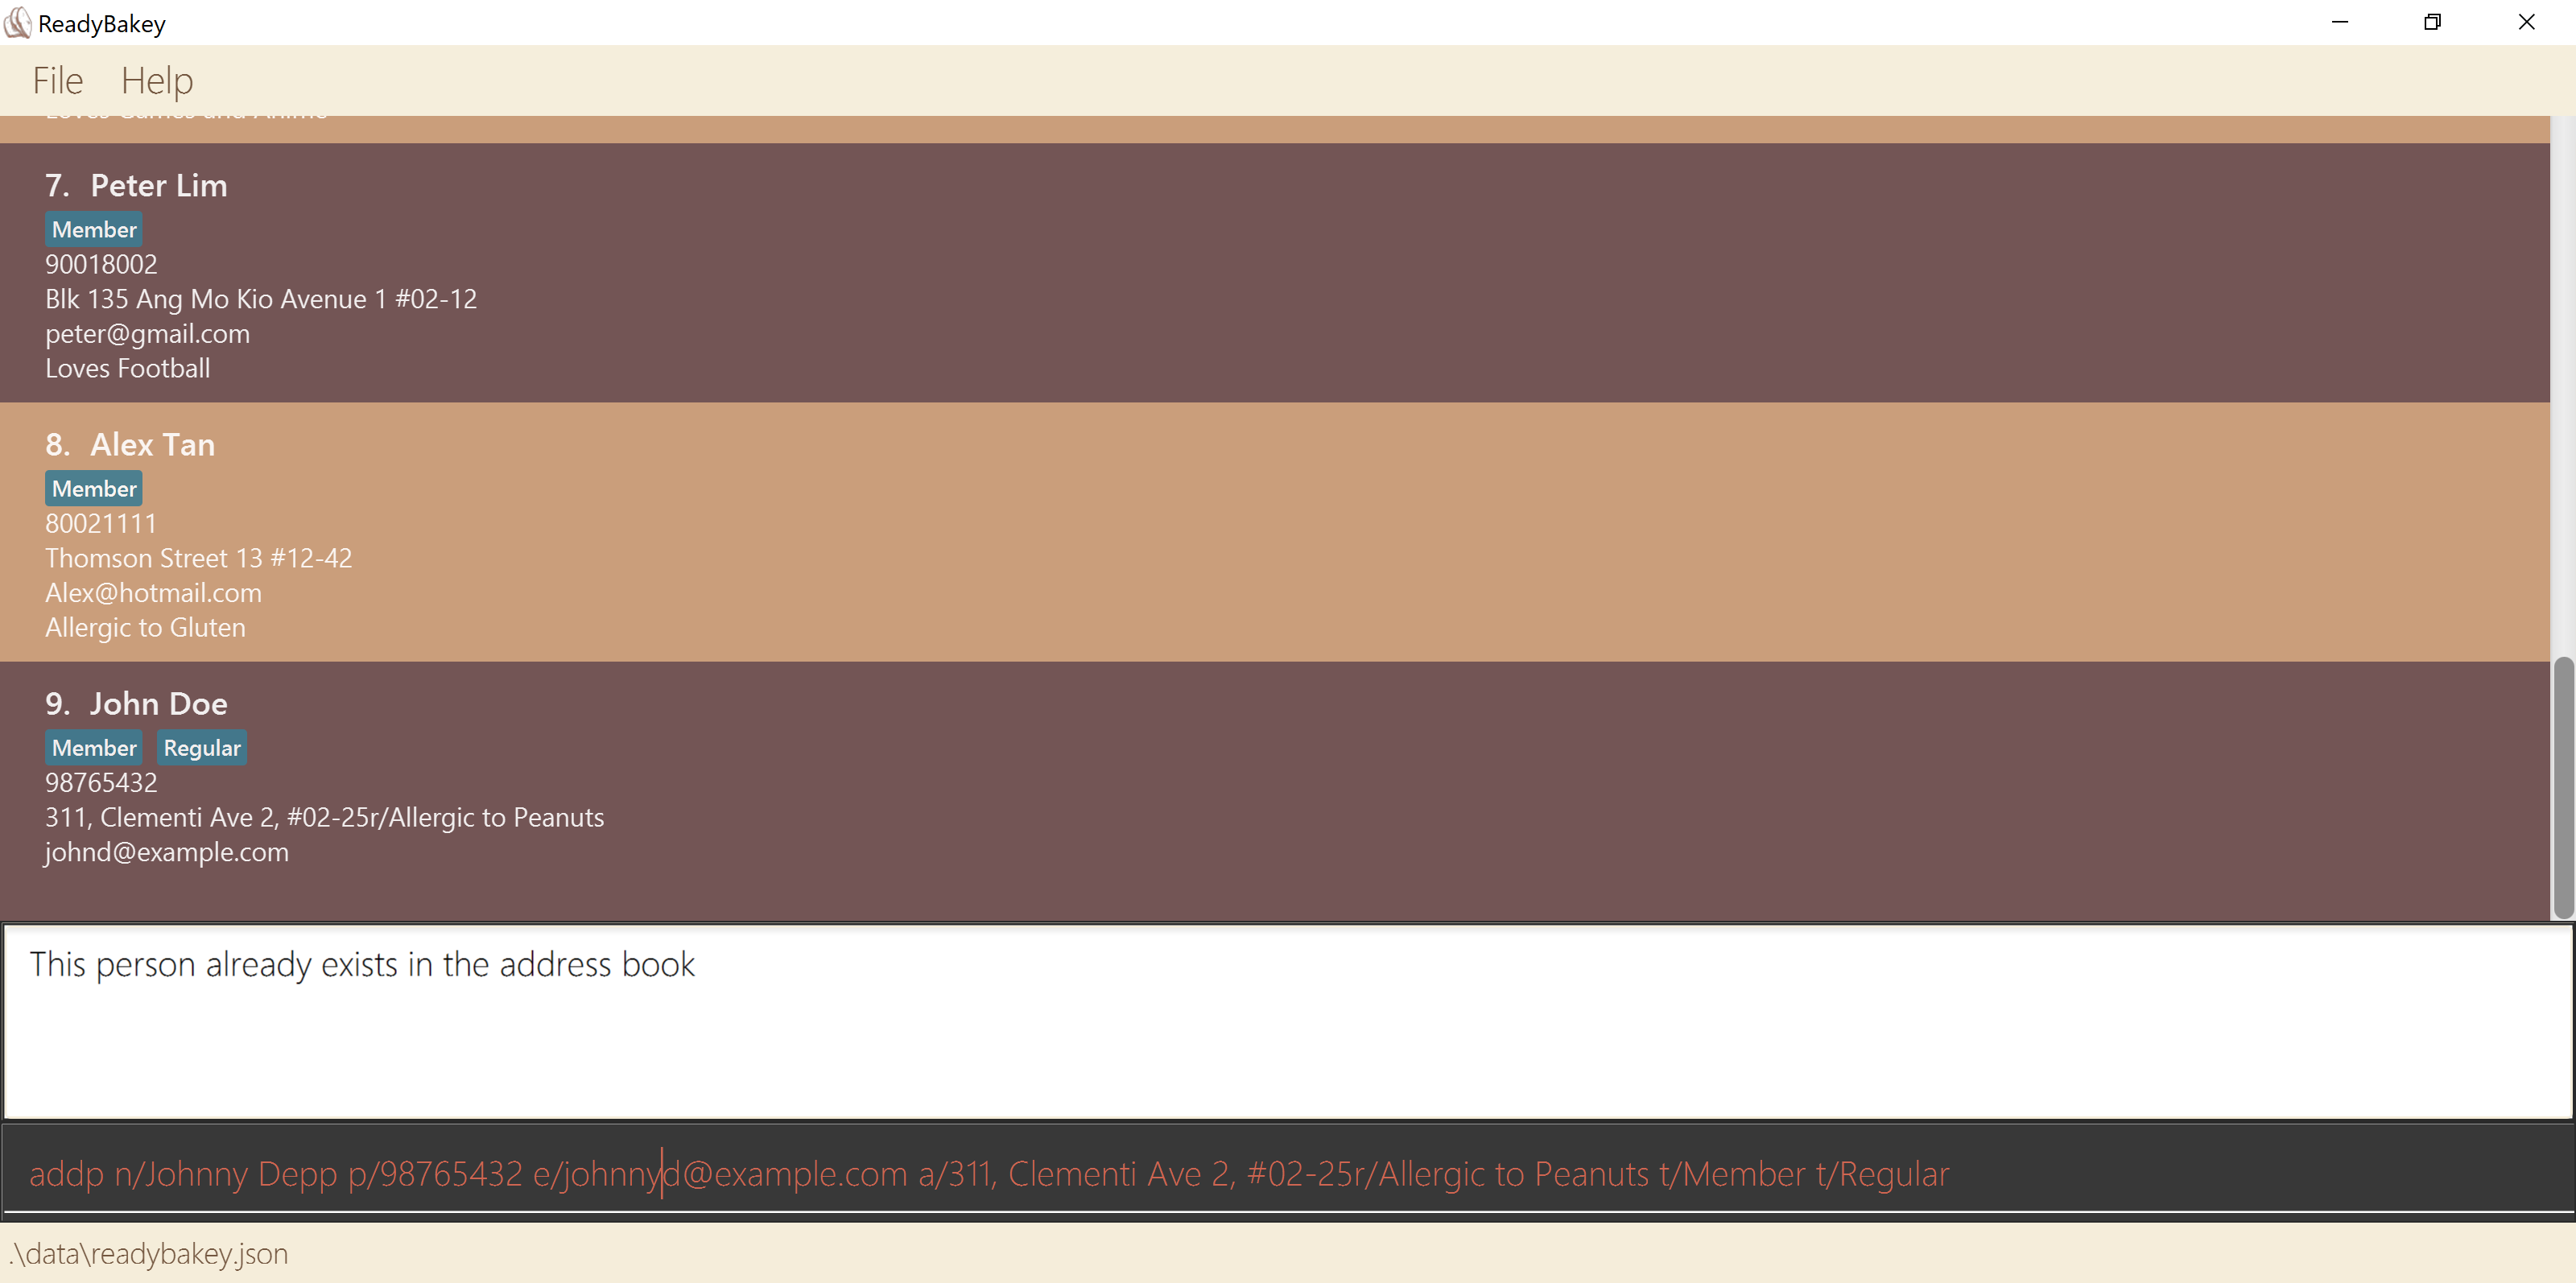 ReadyBakey
File Help
Loves Games and Anime
7. Peter Lim
Member
90018002
Blk 135 Ang Mo Kio Avenue 1 #02-12
peter@gmail.com
Loves Football
8. Alex Tan
Member
80021111
Thomson Street 13 #12-42
Alex@hotmail.com
Allergic to Gluten
9. John Doe
Member Regular
98765432
311, Clementi Ave 2, #02-25r/Allergic to Peanuts
johnd@example.com
This person already exists in the address book
addp n/Johnny Depp p/98765432 e/johnnyd@example.com a/311, Clementi Ave 2, #02-25r/Allergic to Peanuts t/Member t/Regular
.\data\readybakey.json